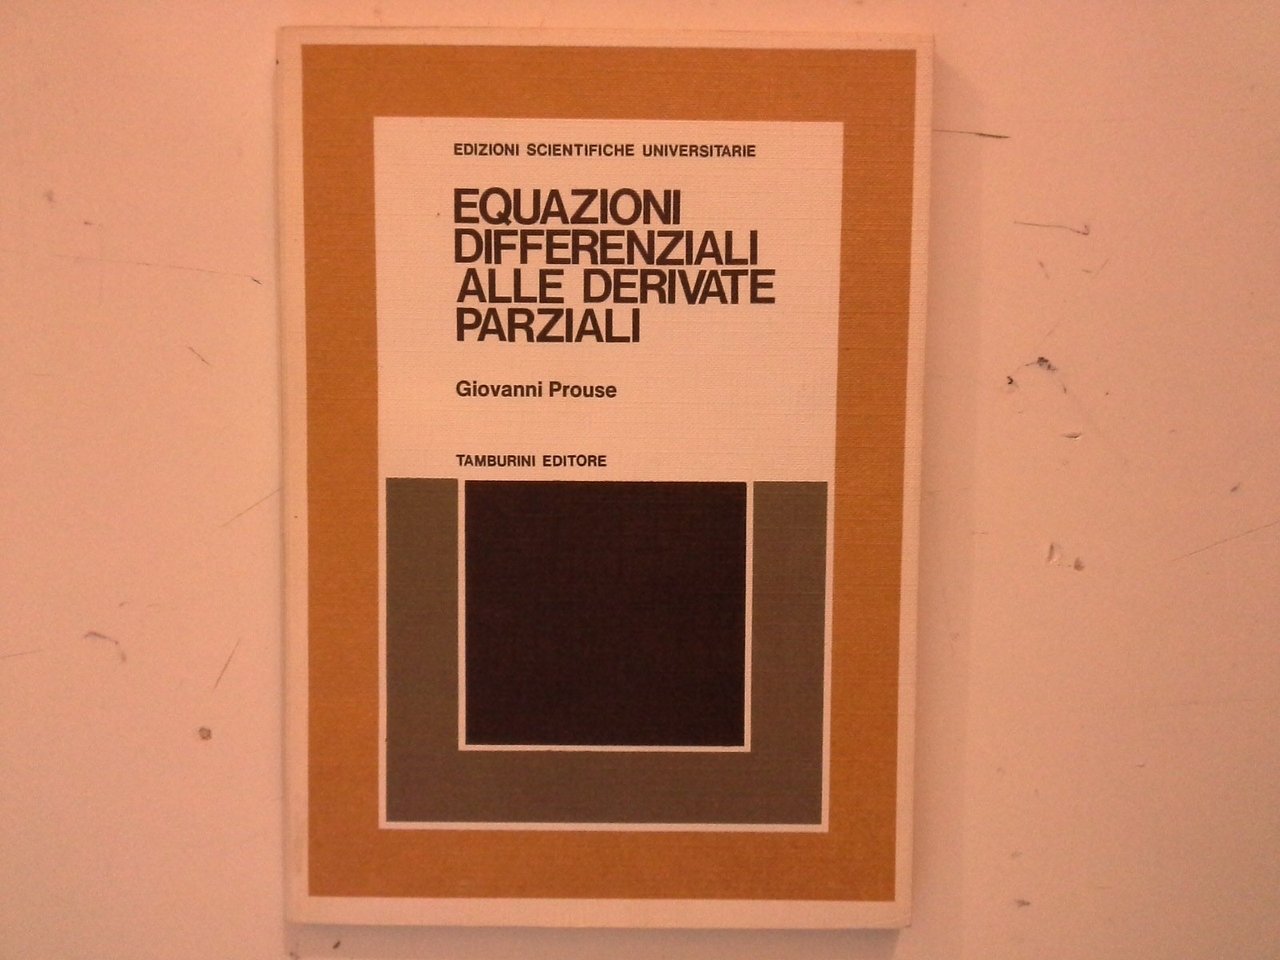 EDIZIONI SCIENTIFICHE UNIVERSITARIE
EQUAZIONI
DIFFERENZIALI
ALLE DERIVATE
PARZIALI
Giovanni Prouse
TAMBURINI EDITORE